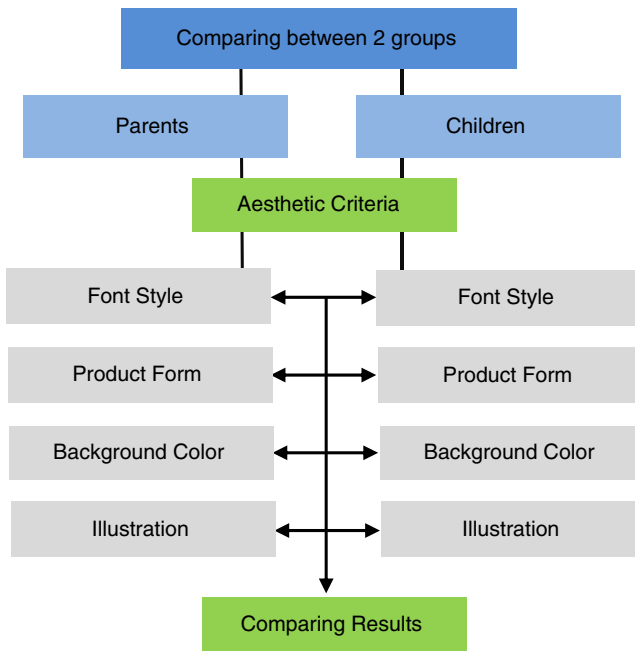 Comparing between 2 groups
Parents
Children
Aesthetic Criteria
Font Style
Font Style
Product Form
Product Form
Background Color
Background Color
Illustration
Illustration
Comparing Results